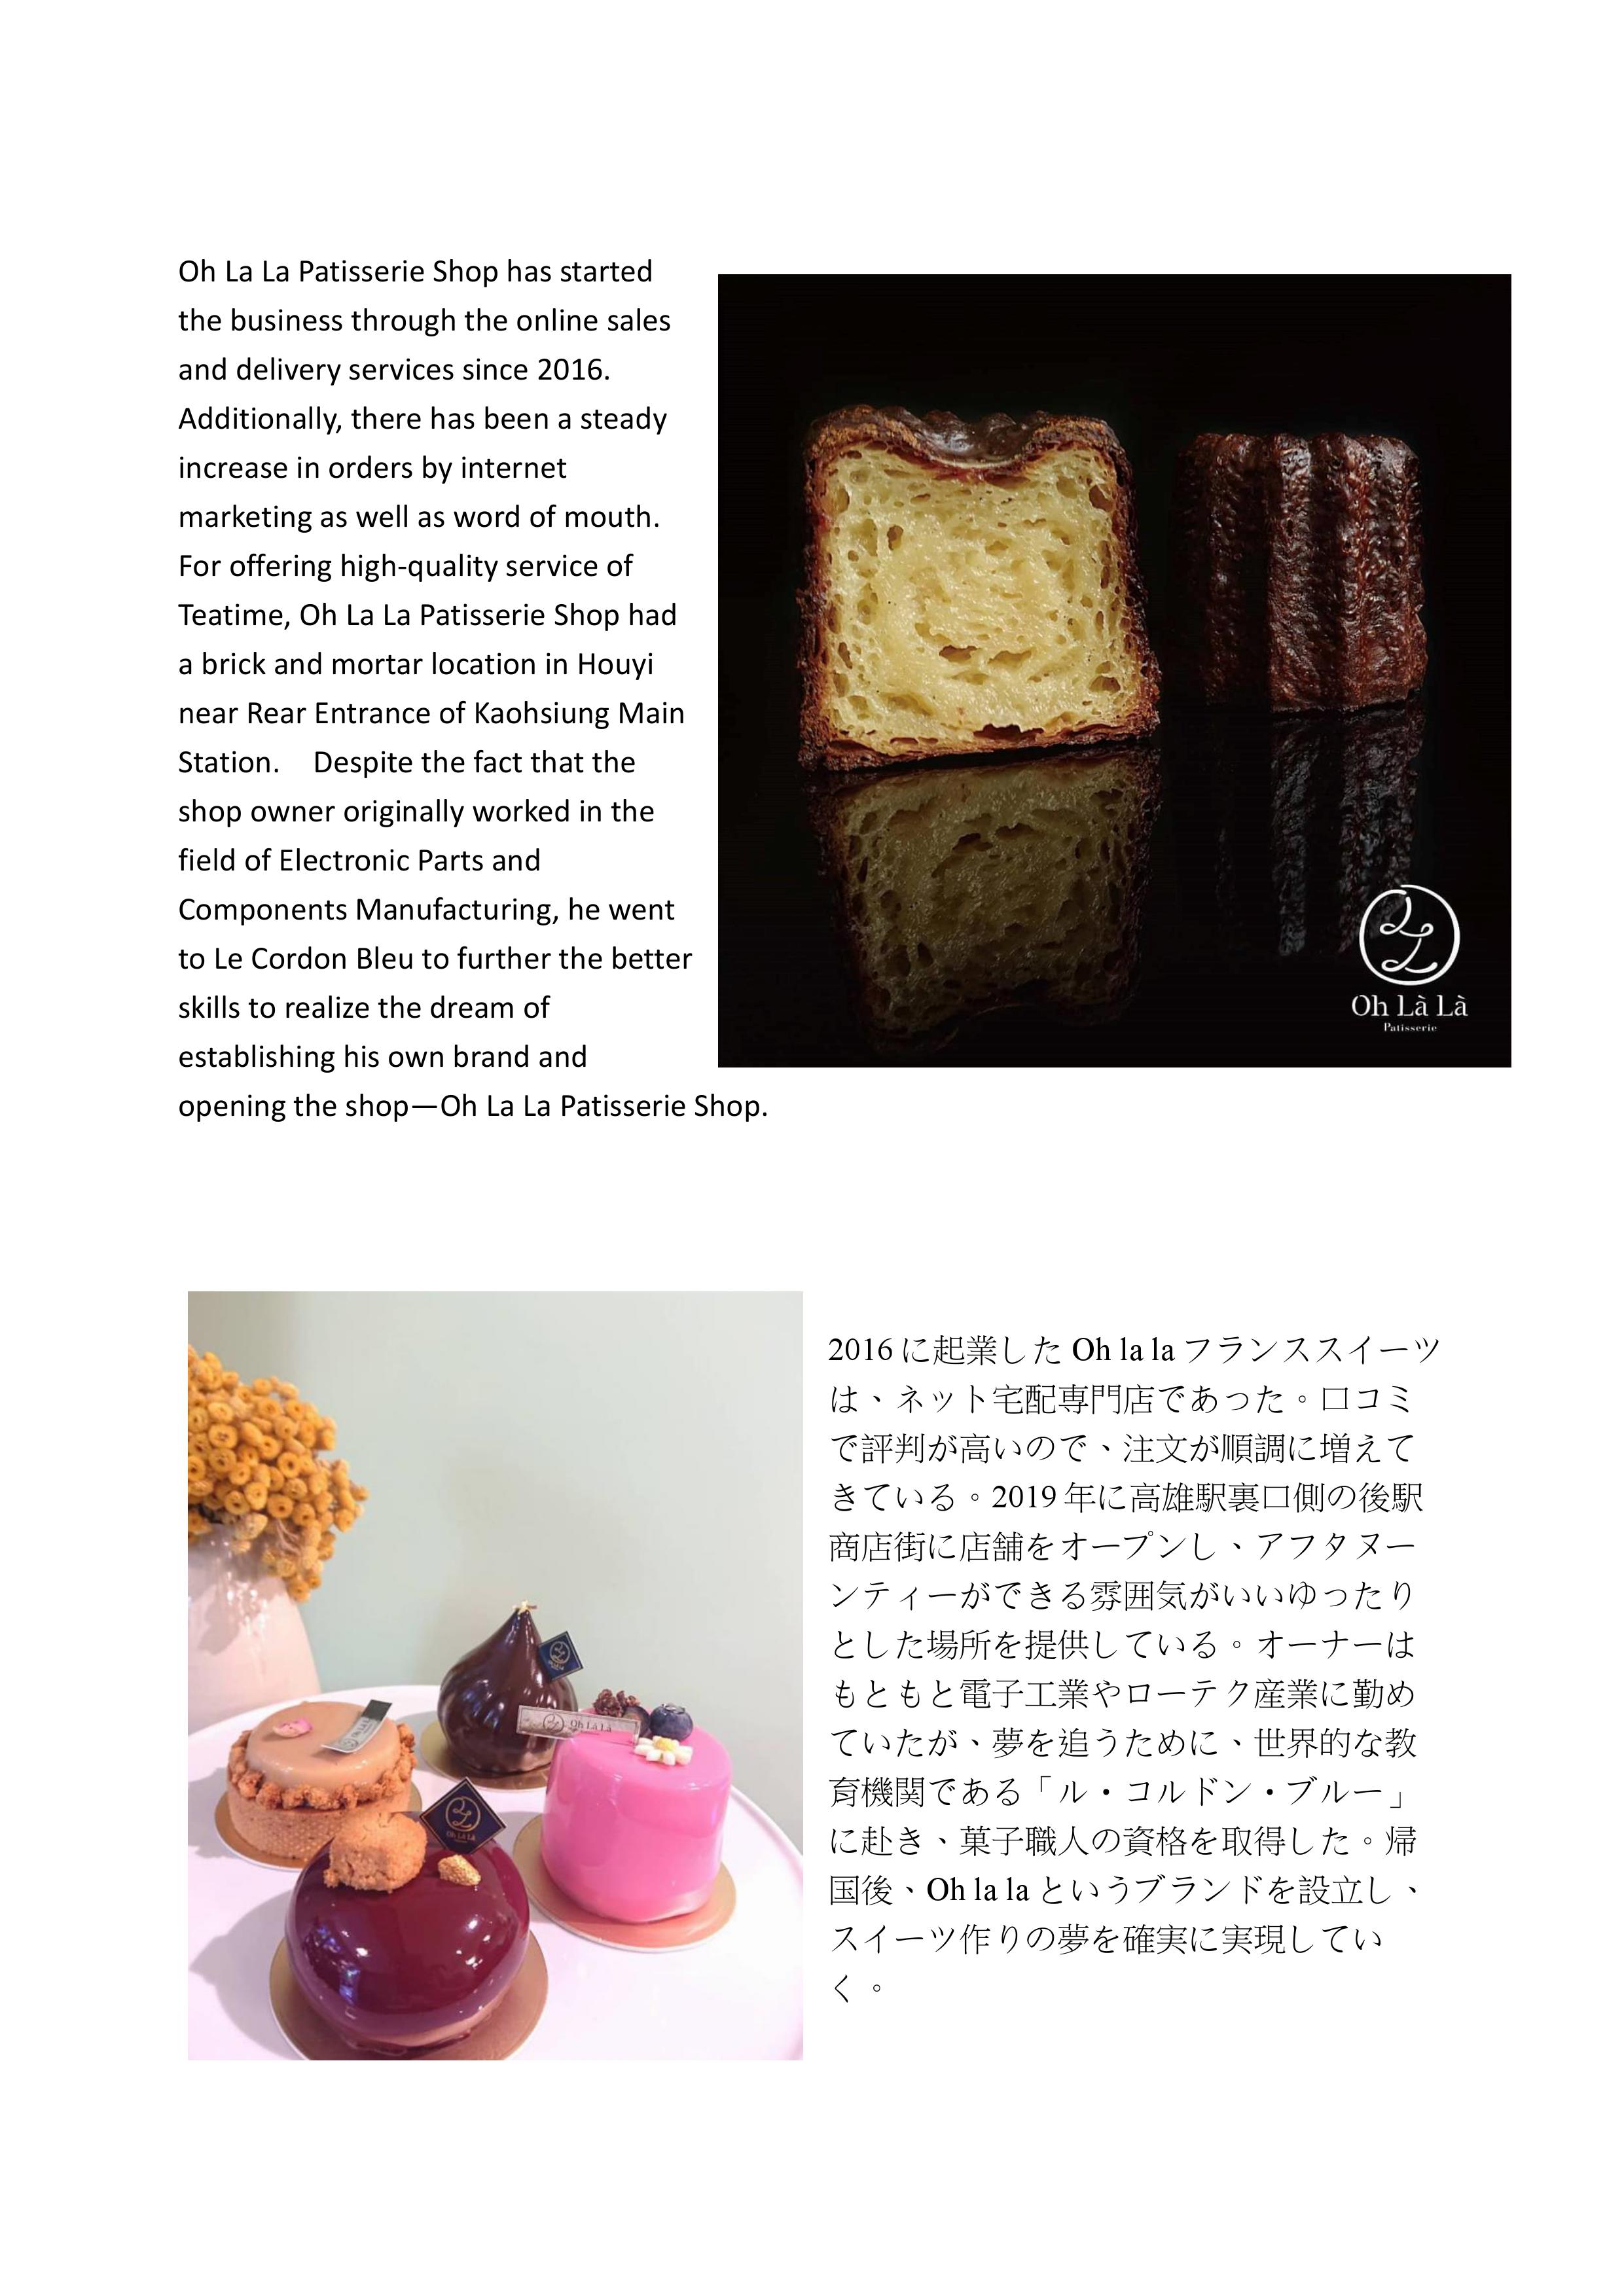 Oh La La Patisserie Shop has started
the business through the online sales
and delivery services since 2016.
Additionally, there has been a steady
increase in orders by internet
marketing as well as word of mouth.
For offering high-quality service of
Teatime, Oh La La Patisserie Shop had
a brick and mortar location in Houyi
near Rear Entrance of Kaohsiung Main
Station.    Despite the fact that the
shop owner originally worked in the
field of Electronic Parts and
Components Manufacturing, he went
to Le Cordon Bleu to further the better
skills to realize the dream of
establishing his own brand and
opening the shop—Oh La La Patisserie Shop.
Oh Là Là
Patisserie
2016に起業した Oh la la フランススイーツ
は、ネット宅配専門店であった。口コミ
で評判が高いので、注文が順調に増えて
きている。2019年に高雄駅裏口側の後駅
商店街に店舗をオープンし、アフタヌー
ンティーができる雰囲気がいいゆったり
とした場所を提供している。オーナーは
もともと電子工業やローテク産業に勤め
ていたが、夢を追うために、世界的な教
育機関である「ル・コルドン・ブルー」
に赴き、菓子職人の資格を取得した。帰
国後、Oh la la というブランドを設立し、
スイーツ作りの夢を確実に実現してい
く。
Oh Là Là
Oh Là Là